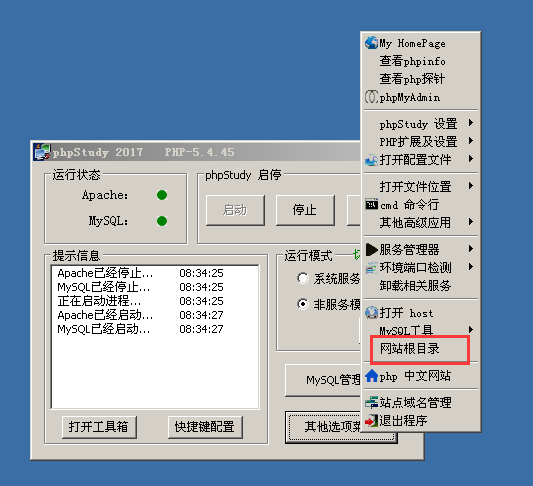 My HomePage
查看phpinfo
查看php探针
phpMyAdmin
phpStudy 设置
PHP扩展及设置
打开配置文件
打开文件位置
cmd 命令行
其他高级应用
服务管理器
环境端口检测
卸载相关服务
打开 host
MySQL工具
网站根目录
php 中文网站
站点域名管理
退出程序
phpStudy 2017 PHP-5.4.45
运行状态
Apache:
MySQL:
phpStudy 启停
启动
停止
提示信息
Apache已经停止... 08:34:25
MySQL已经停止... 08:34:25
正在启动进程... 08:34:25
Apache已经启动... 08:34:27
MySQL已经启动... 08:34:27
运行模式
系统服务
非服务模
MySQL管理
打开工具箱
快捷键配置
其他选项菜